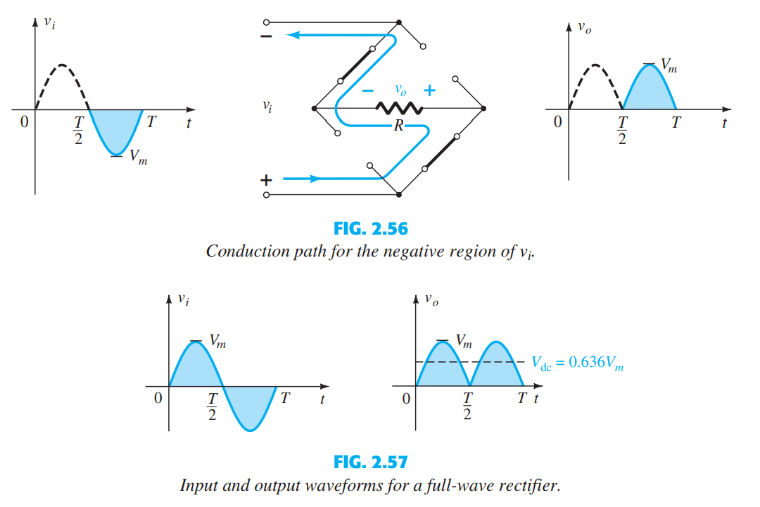 v_i
0
T/2
T
t
V_m
−
v_i
− v_o +
R
+
v_o
V_m
0
T/2
T
t
FIG. 2.56
Conduction path for the negative region of v_i.
v_i
V_m
0
T/2
T
t
v_o
V_m
V_dc = 0.636V_m
0
T/2
T
t
FIG. 2.57
Input and output waveforms for a full-wave rectifier.